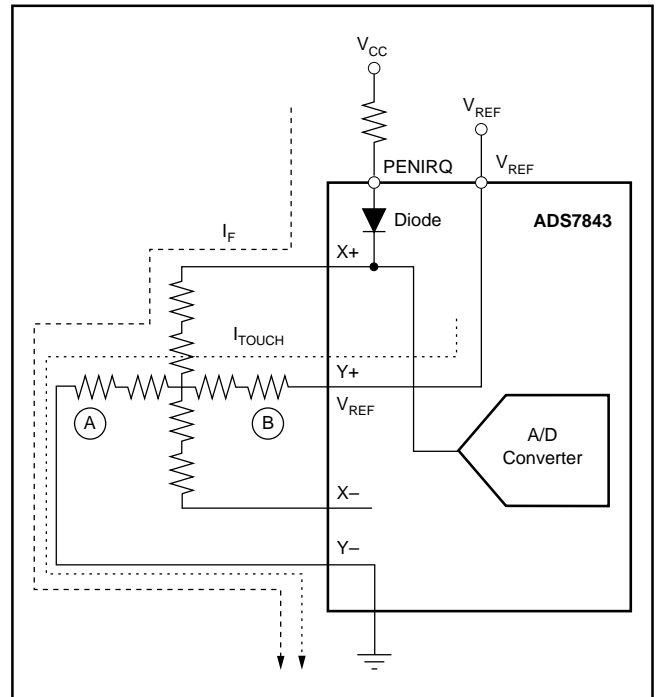 V_CC
V_REF
PENIRQ
V_REF
Diode
ADS7843
I_F
X+
I_TOUCH
Y+
A
B
V_REF
A/D
Converter
X–
Y–